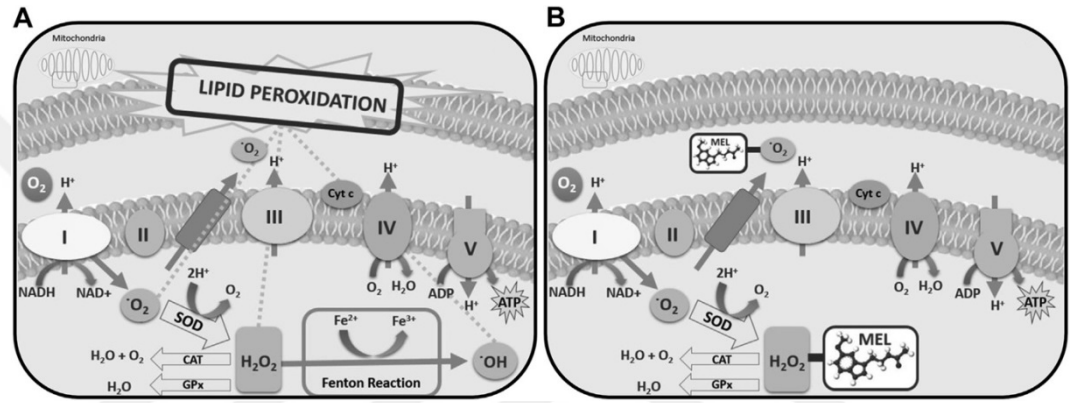 A
Mitochondria
LIPID PEROXIDATION
˙O₂
O₂
H⁺
H⁺
Cyt c
H⁺
I
II
III
IV
V
NADH
NAD+
2H⁺
O₂
˙O₂
SOD
O₂
H₂O
ADP
H⁺
ATP
Fe²⁺
Fe³⁺
H₂O + O₂
CAT
H₂O₂
˙OH
H₂O
GPx
Fenton Reaction
B
Mitochondria
MEL
˙O₂
O₂
H⁺
H⁺
Cyt c
H⁺
I
II
III
IV
V
NADH
NAD+
2H⁺
O₂
˙O₂
SOD
O₂
H₂O
ADP
H⁺
ATP
H₂O + O₂
CAT
H₂O₂
MEL
H₂O
GPx